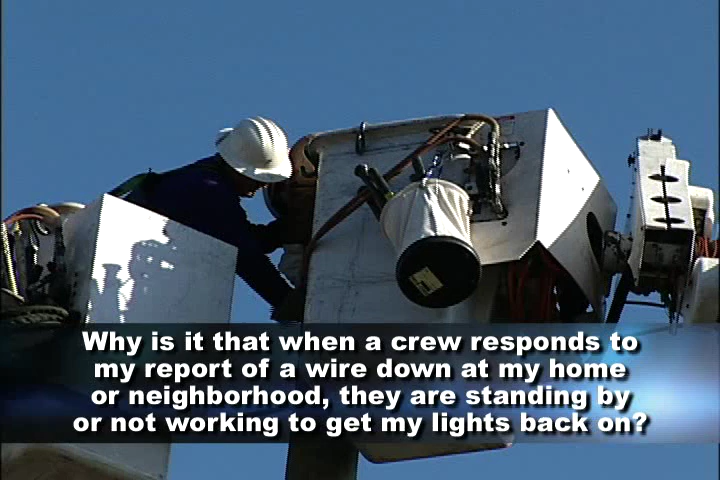 Why is it that when a crew responds to
my report of a wire down at my home
or neighborhood, they are standing by
or not working to get my lights back on?